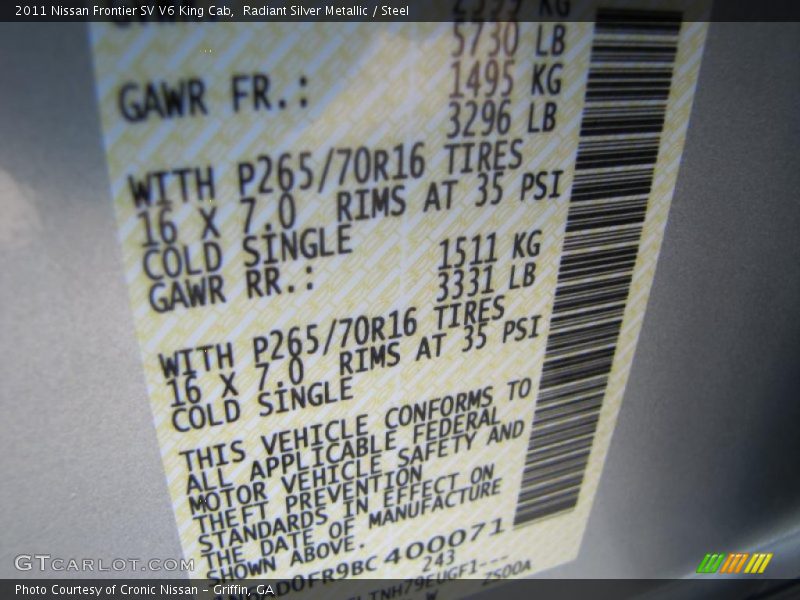 2011 Nissan Frontier SV V6 King Cab,  Radiant Silver Metallic / Steel
5730 LB
GAWR FR.: 1495 KG
3296 LB
WITH P265/70R16 TIRES
16 X 7.0 RIMS AT 35 PSI
COLD SINGLE
GAWR RR.: 1511 KG
3331 LB
WITH P265/70R16 TIRES
16 X 7.0 RIMS AT 35 PSI
COLD SINGLE
THIS VEHICLE CONFORMS TO
ALL APPLICABLE FEDERAL
MOTOR VEHICLE SAFETY AND
THEFT PREVENTION
STANDARDS IN EFFECT ON
THE DATE OF MANUFACTURE
SHOWN ABOVE.
400071
243
ZS00A
GTCARLOT.COM
Photo Courtesy of Cronic Nissan – Griffin, GA